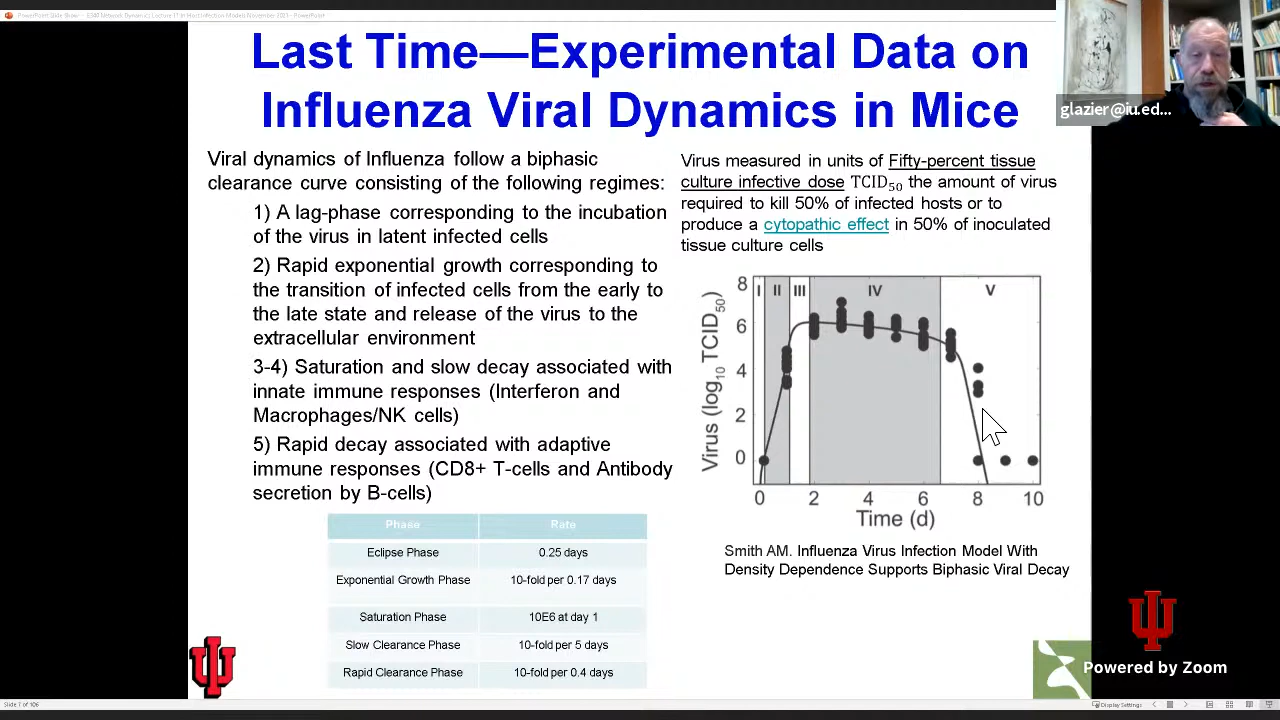 Last Time—Experimental Data on
Influenza Viral Dynamics in Mice
glazier@iu.ed...
Viral dynamics of Influenza follow a biphasic
clearance curve consisting of the following regimes:
1) A lag-phase corresponding to the incubation
of the virus in latent infected cells
2) Rapid exponential growth corresponding to
the transition of infected cells from the early to
the late state and release of the virus to the
extracellular environment
3-4) Saturation and slow decay associated with
innate immune responses (Interferon and
Macrophages/NK cells)
5) Rapid decay associated with adaptive
immune responses (CD8+ T-cells and Antibody
secretion by B-cells)
Phase Rate
Eclipse Phase 0.25 days
Exponential Growth Phase 10-fold per 0.17 days
Saturation Phase 10E6 at day 1
Slow Clearance Phase 10-fold per 5 days
Rapid Clearance Phase 10-fold per 0.4 days
Virus measured in units of Fifty-percent tissue
culture infective dose TCID50 the amount of virus
required to kill 50% of infected hosts or to
produce a cytopathic effect in 50% of inoculated
tissue culture cells
I II III IV V
8
6
4
2
0
Virus (log10 TCID50)
0 2 4 6 8 10
Time (d)
Smith AM. Influenza Virus Infection Model With
Density Dependence Supports Biphasic Viral Decay
Powered by Zoom
Slide 7 of 106
Display Settings